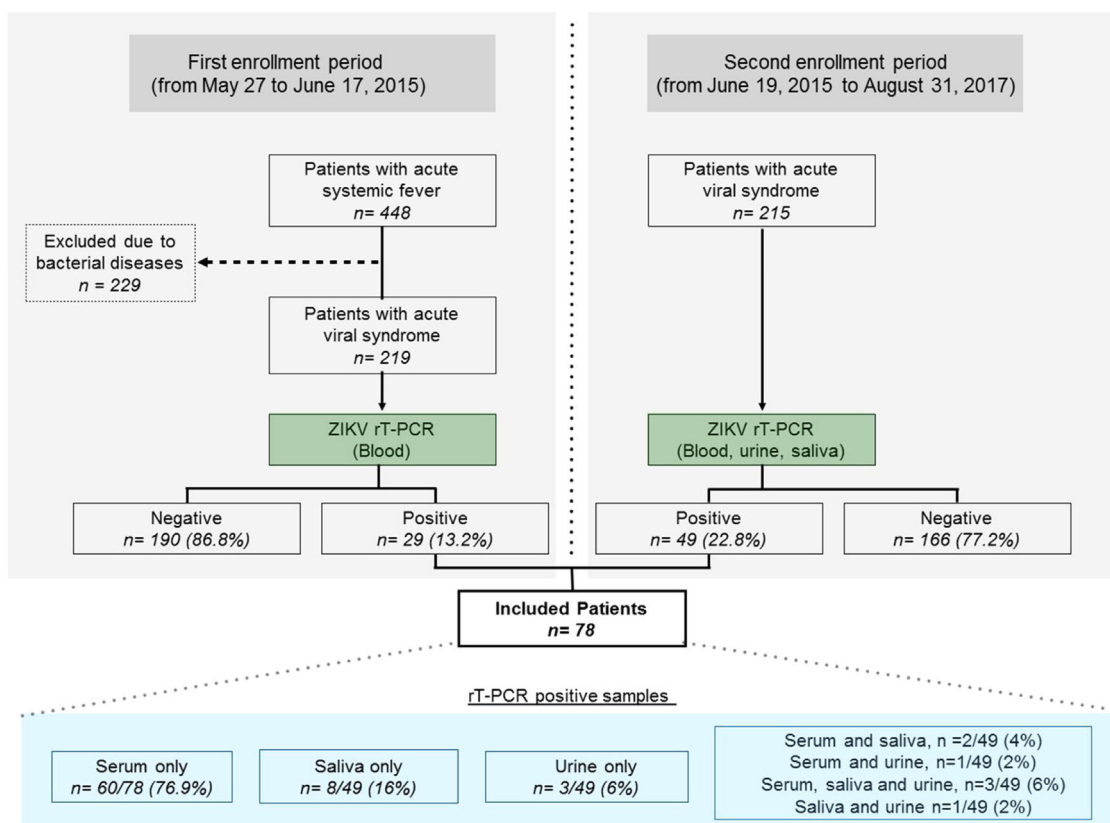 First enrollment period
(from May 27 to June 17, 2015)
Second enrollment period
(from June 19, 2015 to August 31, 2017)
Patients with acute
systemic fever
n= 448
Patients with acute
viral syndrome
n= 215
Excluded due to
bacterial diseases
n = 229
Patients with acute
viral syndrome
n= 219
ZIKV rT-PCR
(Blood)
ZIKV rT-PCR
(Blood, urine, saliva)
Negative
n= 190 (86.8%)
Positive
n= 29 (13.2%)
Positive
n= 49 (22.8%)
Negative
n= 166 (77.2%)
Included Patients
n= 78
rT-PCR positive samples
Serum only
n= 60/78 (76.9%)
Saliva only
n= 8/49 (16%)
Urine only
n= 3/49 (6%)
Serum and saliva, n =2/49 (4%)
Serum and urine, n=1/49 (2%)
Serum, saliva and urine, n=3/49 (6%)
Saliva and urine n=1/49 (2%)